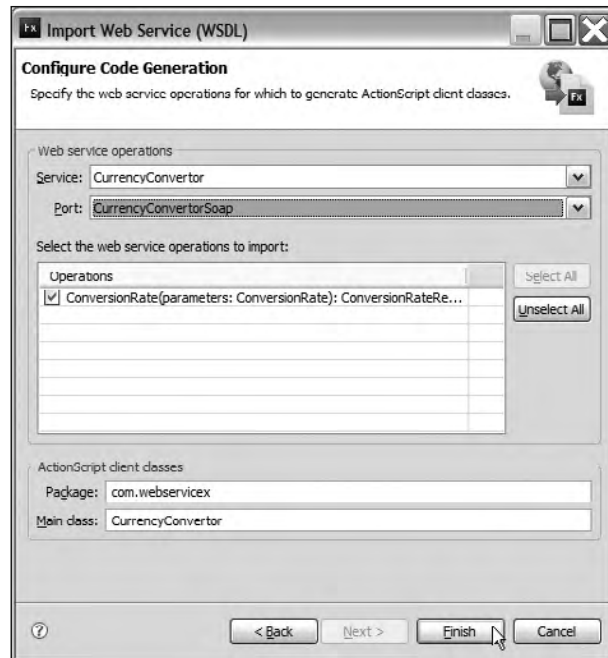 Fx Import Web Service (WSDL)
Configure Code Generation
Specify the web service operations for which to generate ActionScript client classes.
Fx
Web service operations
Service: CurrencyConvertor
Port: CurrencyConvertorSoap
Select the web service operations to import:
Operations
Select All
ConversionRate(parameters: ConversionRate): ConversionRateRe...
Unselect All
ActionScript client classes
Package: com.webservicex
Main class: CurrencyConvertor
? < Back Next > Finish Cancel